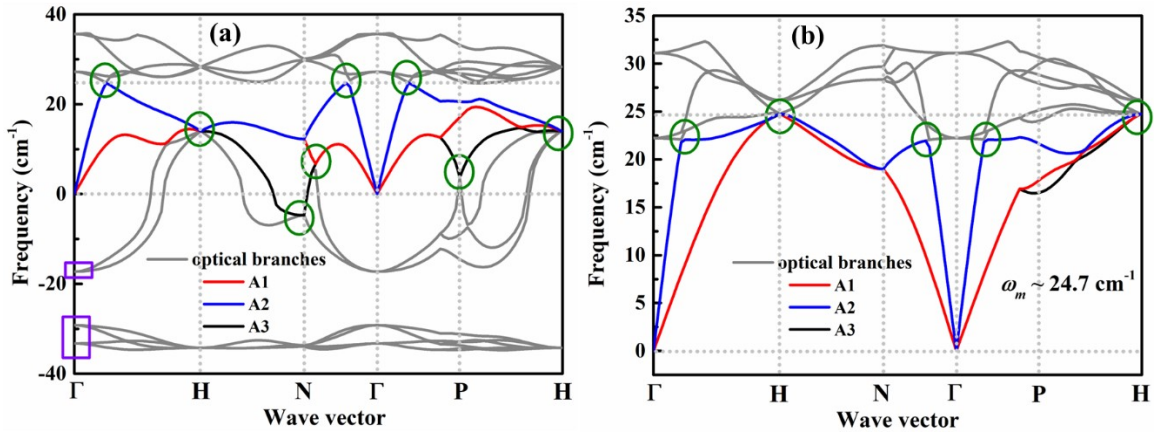 (a)
Frequency (cm⁻¹)
40
20
0
-20
-40
optical branches
A1
A2
A3
Γ H N Γ P H
Wave vector
(b)
Frequency (cm⁻¹)
35
30
25
20
15
10
5
0
optical branches
A1
A2
A3
ωm ~ 24.7 cm⁻¹
Γ H N Γ P H
Wave vector